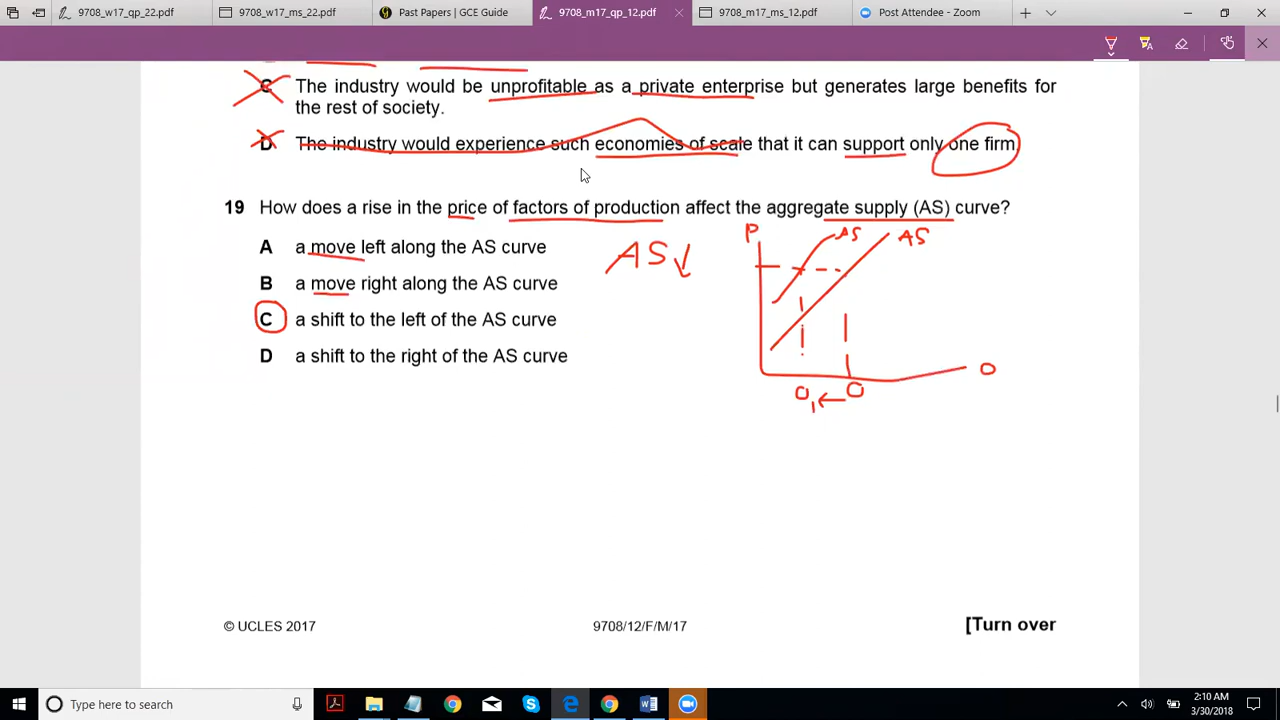 9708_w17_qp_22.pdf
9708_w17_ms_22.pdf
Past Papers | GCE Guide
9708_m17_qp_12.pdf
9708_m17_ms_12.pdf
Post Attendee - Zoom
C The industry would be unprofitable as a private enterprise but generates large benefits for
the rest of society.
D The industry would experience such economies of scale that it can support only one firm.
19 How does a rise in the price of factors of production affect the aggregate supply (AS) curve?
A a move left along the AS curve
B a move right along the AS curve
C a shift to the left of the AS curve
D a shift to the right of the AS curve
AS↓
P
AS
AS
O
O₁ ← O
© UCLES 2017
9708/12/F/M/17
[Turn over
Type here to search
2:10 AM
3/30/2018